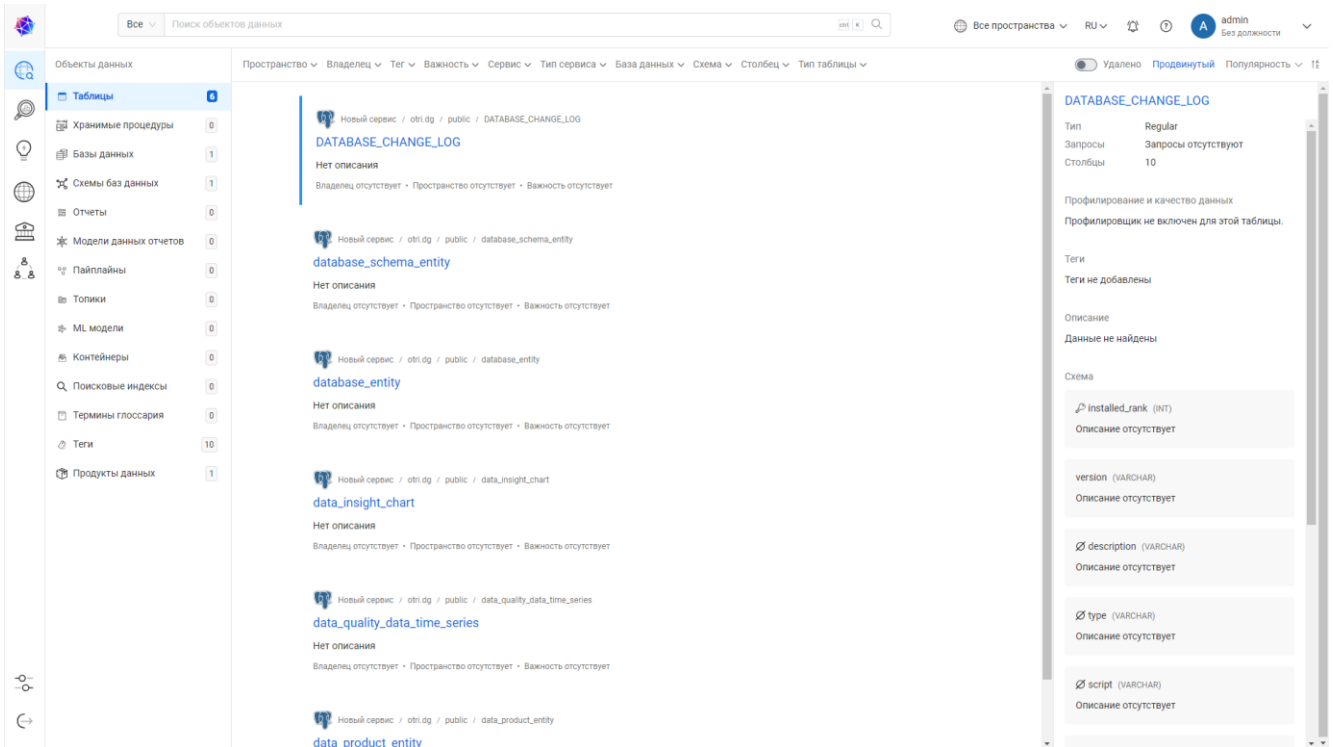 Все
Поиск объектов данных
Все пространства
RU
A
admin
Без должности
Объекты данных
Таблицы 6
Хранимые процедуры 0
Базы данных 1
Схемы баз данных 1
Отчеты 0
Модели данных отчетов 0
Пайплайны 0
Топики 0
ML модели 0
Контейнеры 0
Поисковые индексы 0
Термины глоссария 0
Теги 10
Продукты данных 1
Пространство Владелец Тег Важность Сервис Тип сервиса База данных Схема Столбец Тип таблицы
Удалено Продвинутый Популярность
Новый сервис / otri.dg / public / DATABASE_CHANGE_LOG
DATABASE_CHANGE_LOG
Нет описания
Владелец отсутствует • Пространство отсутствует • Важность отсутствует
Новый сервис / otri.dg / public / database_schema_entity
database_schema_entity
Нет описания
Владелец отсутствует • Пространство отсутствует • Важность отсутствует
Новый сервис / otri.dg / public / database_entity
database_entity
Нет описания
Владелец отсутствует • Пространство отсутствует • Важность отсутствует
Новый сервис / otri.dg / public / data_insight_chart
data_insight_chart
Нет описания
Владелец отсутствует • Пространство отсутствует • Важность отсутствует
Новый сервис / otri.dg / public / data_quality_data_time_series
data_quality_data_time_series
Нет описания
Владелец отсутствует • Пространство отсутствует • Важность отсутствует
Новый сервис / otri.dg / public / data_product_entity
data_product_entity
DATABASE_CHANGE_LOG
Тип Regular
Запросы Запросы отсутствуют
Столбцы 10
Профилирование и качество данных
Профилировщик не включен для этой таблицы.
Теги
Теги не добавлены
Описание
Данные не найдены
Схема
installed_rank (INT)
Описание отсутствует
version (VARCHAR)
Описание отсутствует
description (VARCHAR)
Описание отсутствует
type (VARCHAR)
Описание отсутствует
script (VARCHAR)
Описание отсутствует